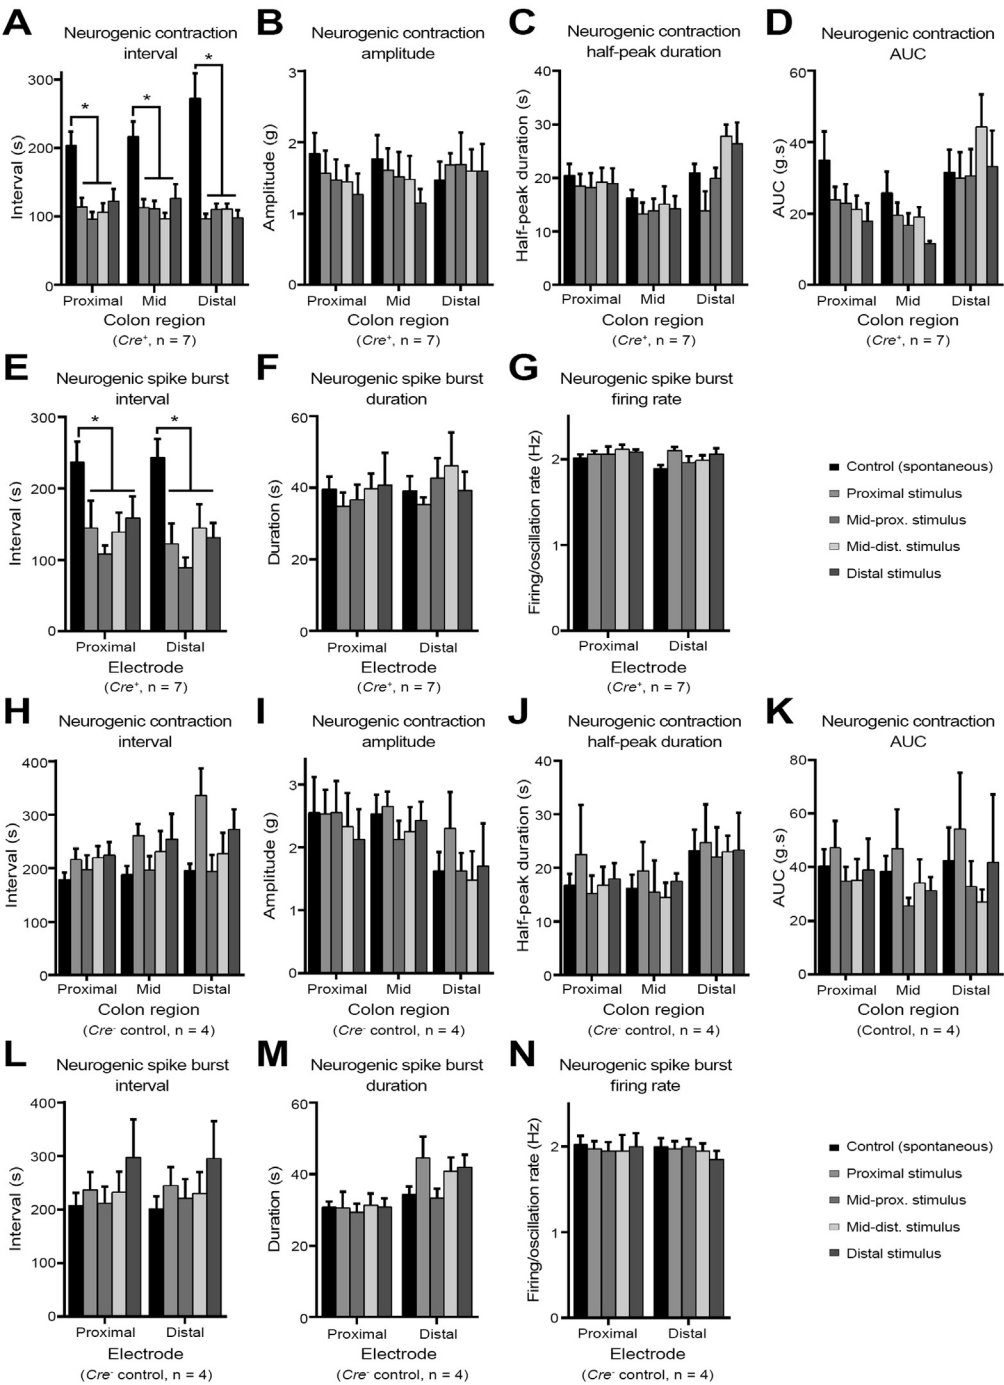 A
Neurogenic contraction
interval
Interval (s)
300
200
100
0
*
*
*
Proximal Mid Distal
Colon region
(Cre⁺, n = 7)
B
Neurogenic contraction
amplitude
Amplitude (g)
3
2
1
0
Proximal Mid Distal
Colon region
(Cre⁺, n = 7)
C
Neurogenic contraction
half-peak duration
Half-peak duration (s)
40
30
20
10
0
Proximal Mid Distal
Colon region
(Cre⁺, n = 7)
D
Neurogenic contraction
AUC
AUC (g.s)
60
40
20
0
Proximal Mid Distal
Colon region
(Cre⁺, n = 7)
E
Neurogenic spike burst
interval
Interval (s)
300
200
100
0
*
*
Proximal Distal
Electrode
(Cre⁺, n = 7)
F
Neurogenic spike burst
duration
Duration (s)
60
40
20
0
Proximal Distal
Electrode
(Cre⁺, n = 7)
G
Neurogenic spike burst
firing rate
Firing/oscillation rate (Hz)
2
1
0
Proximal Distal
Electrode
(Cre⁺, n = 7)
Control (spontaneous)
Proximal stimulus
Mid-prox. stimulus
Mid-dist. stimulus
Distal stimulus
H
Neurogenic contraction
interval
Interval (s)
400
300
200
100
0
Proximal Mid Distal
Colon region
(Cre⁻ control, n = 4)
I
Neurogenic contraction
amplitude
Amplitude (g)
3
2
1
0
Proximal Mid Distal
Colon region
(Cre⁻ control, n = 4)
J
Neurogenic contraction
half-peak duration
Half-peak duration (s)
40
30
20
10
0
Proximal Mid Distal
Colon region
(Cre⁻ control, n = 4)
K
Neurogenic contraction
AUC
AUC (g.s)
80
60
40
20
0
Proximal Mid Distal
Colon region
(Control, n = 4)
L
Neurogenic spike burst
interval
Interval (s)
400
300
200
100
0
Proximal Distal
Electrode
(Cre⁻ control, n = 4)
M
Neurogenic spike burst
duration
Duration (s)
60
40
20
0
Proximal Distal
Electrode
(Cre⁻ control, n = 4)
N
Neurogenic spike burst
firing rate
Firing/oscillation rate (Hz)
2
1
0
Proximal Distal
Electrode
(Cre⁻ control, n = 4)
Control (spontaneous)
Proximal stimulus
Mid-prox. stimulus
Mid-dist. stimulus
Distal stimulus